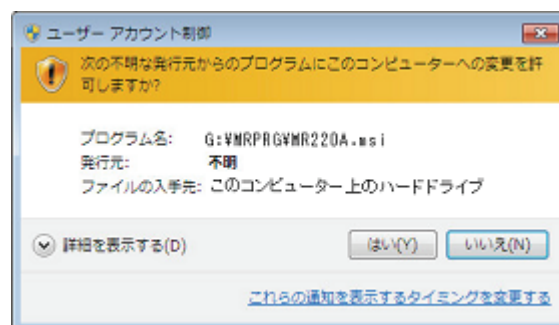 ユーザー アカウント制御
次の不明な発行元からのプログラムにこのコンピューターへの変更を許
可しますか?
プログラム名: G:¥MRPRG¥MR220A.msi
発行元: 不明
ファイルの入手先: このコンピューター上のハードドライブ
詳細を表示する(D)
はい(Y)
いいえ(N)
これらの通知を表示するタイミングを変更する